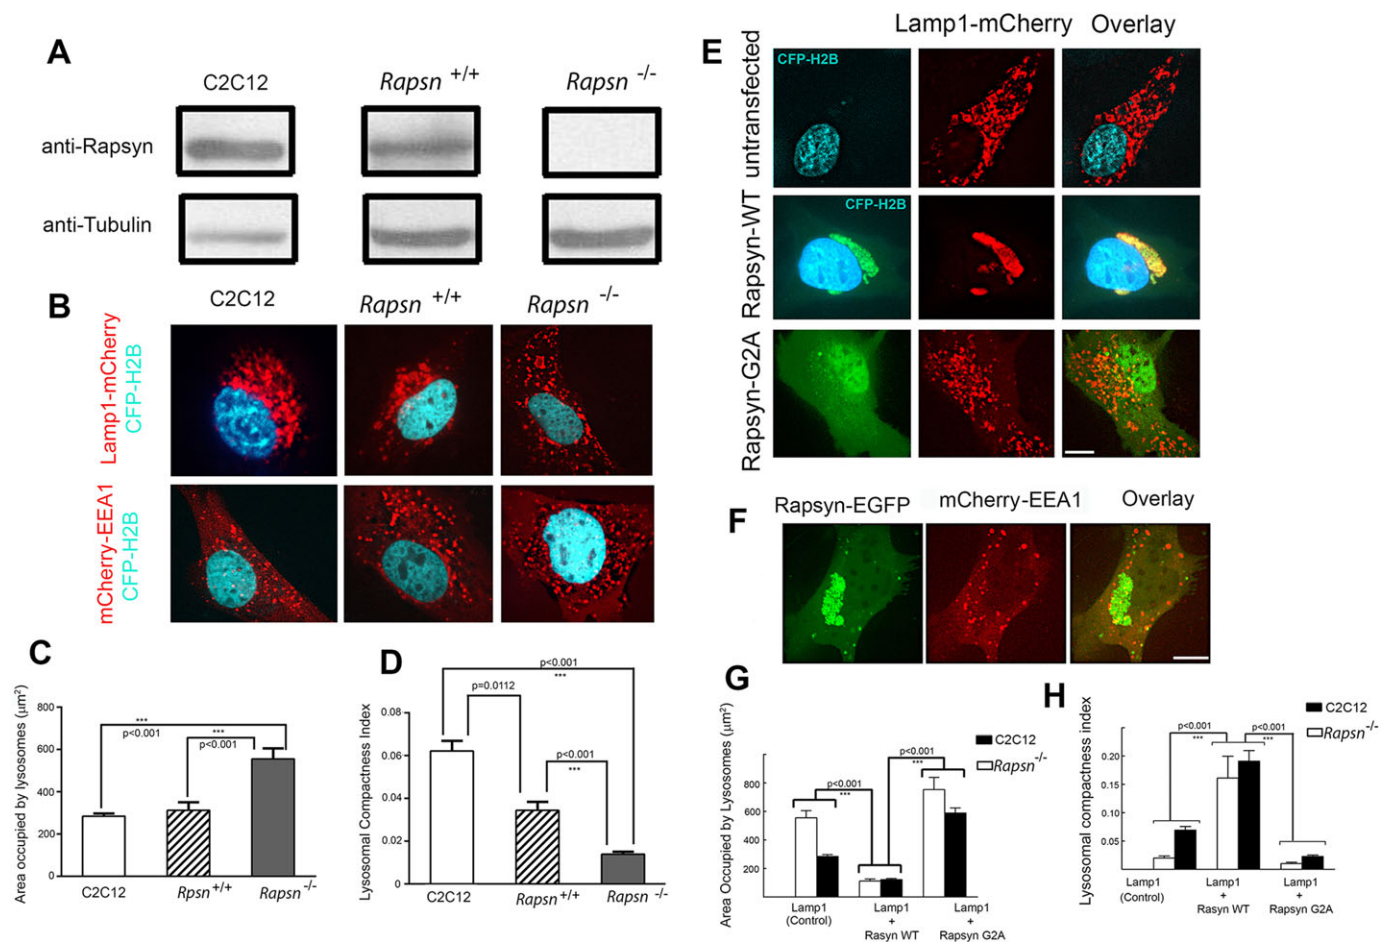 A
C2C12
Rapsn +/+
Rapsn -/-
anti-Rapsyn
anti-Tubulin
B
C2C12
Rapsn +/+
Rapsn -/-
Lamp1-mCherry
CFP-H2B
mCherry-EEA1
CFP-H2B
C
Area occupied by lysosomes (μm²)
800
600
400
200
0
***
p<0.001
***
p<0.001
C2C12
Rpsn+/+
Rapsn -/-
D
Lysosomal Compactness Index
0.08
0.06
0.04
0.02
0
p<0.001
***
p=0.0112
p<0.001
***
C2C12
Rapsn+/+
Rapsn -/-
E
Lamp1-mCherry
Overlay
untransfected
CFP-H2B
Rapsyn-WT
CFP-H2B
Rapsyn-G2A
F
Rapsyn-EGFP
mCherry-EEA1
Overlay
G
Area Occupied by Lysosomes (μm²)
800
600
400
200
p<0.001
***
p<0.001
***
C2C12
Rapsn-/-
Lamp1
(Control)
Lamp1
+
Rasyn WT
Lamp1
+
Rapsyn G2A
H
Lysosomal compactness index
0.20
0.15
0.10
0.05
p<0.001
***
p<0.001
***
C2C12
Rapsn-/-
Lamp1
(Control)
Lamp1
+
Rasyn WT
Lamp1
+
Rapsyn G2A